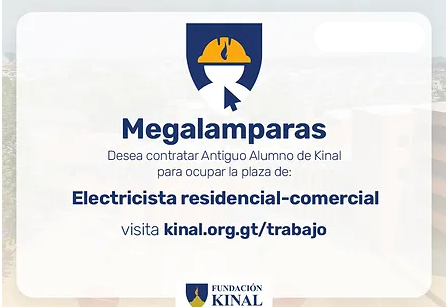 Megalamparas
Desea contratar Antiguo Alumno de Kinal
para ocupar la plaza de:
Electricista residencial-comercial
visita kinal.org.gt/trabajo
FUNDACIÓN
KINAL